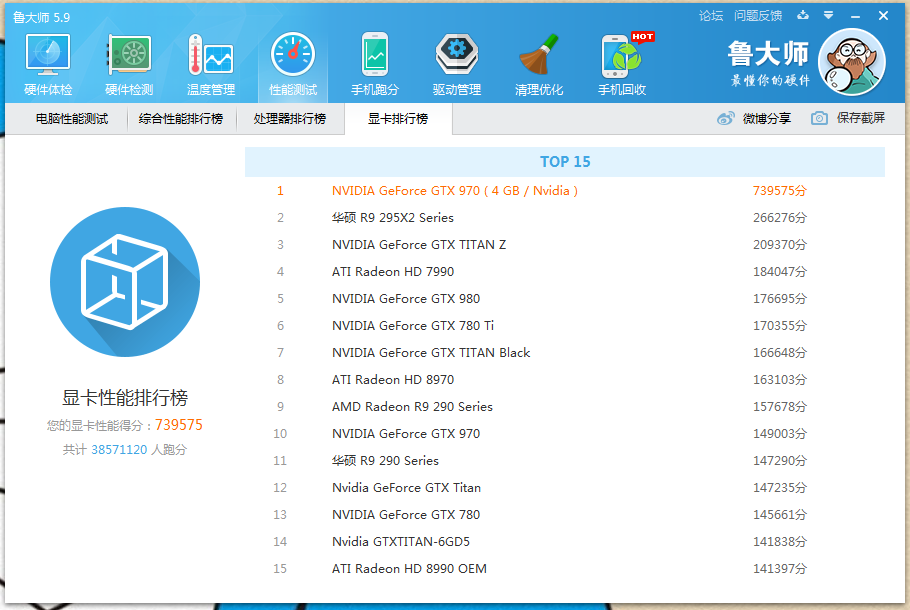 鲁大师 5.9
论坛 问题反馈
硬件体检 硬件检测 温度管理 性能测试 手机跑分 驱动管理 清理优化 手机回收
HOT
鲁大师
最懂你的硬件
电脑性能测试 综合性能排行榜 处理器排行榜 显卡排行榜 微博分享 保存截屏
TOP 15
1 NVIDIA GeForce GTX 970 ( 4 GB / Nvidia ) 739575分
2 华硕 R9 295X2 Series 266276分
3 NVIDIA GeForce GTX TITAN Z 209370分
4 ATI Radeon HD 7990 184047分
5 NVIDIA GeForce GTX 980 176695分
6 NVIDIA GeForce GTX 780 Ti 170355分
7 NVIDIA GeForce GTX TITAN Black 166648分
8 ATI Radeon HD 8970 163103分
9 AMD Radeon R9 290 Series 157678分
10 NVIDIA GeForce GTX 970 149003分
11 华硕 R9 290 Series 147290分
12 Nvidia GeForce GTX Titan 147235分
13 NVIDIA GeForce GTX 780 145661分
14 Nvidia GTXTITAN-6GD5 141838分
15 ATI Radeon HD 8990 OEM 141397分
显卡性能排行榜
您的显卡性能得分：739575
共计 38571120 人跑分